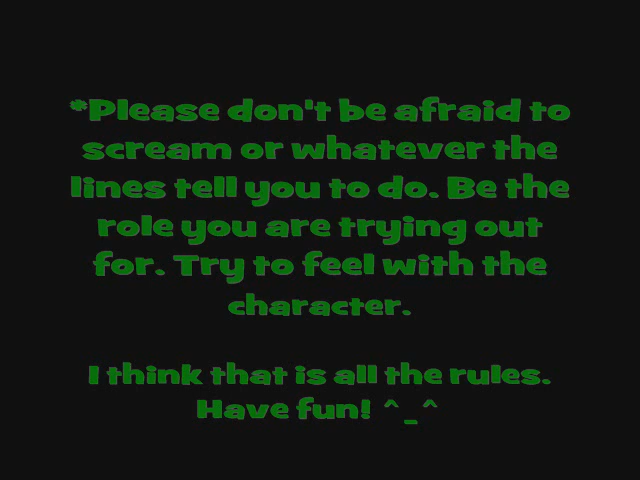 *Please don't be afraid to
scream or whatever the
lines tell you to do. Be the
role you are trying out
for. Try to feel with the
character.
I think that is all the rules.
Have fun! ^_^